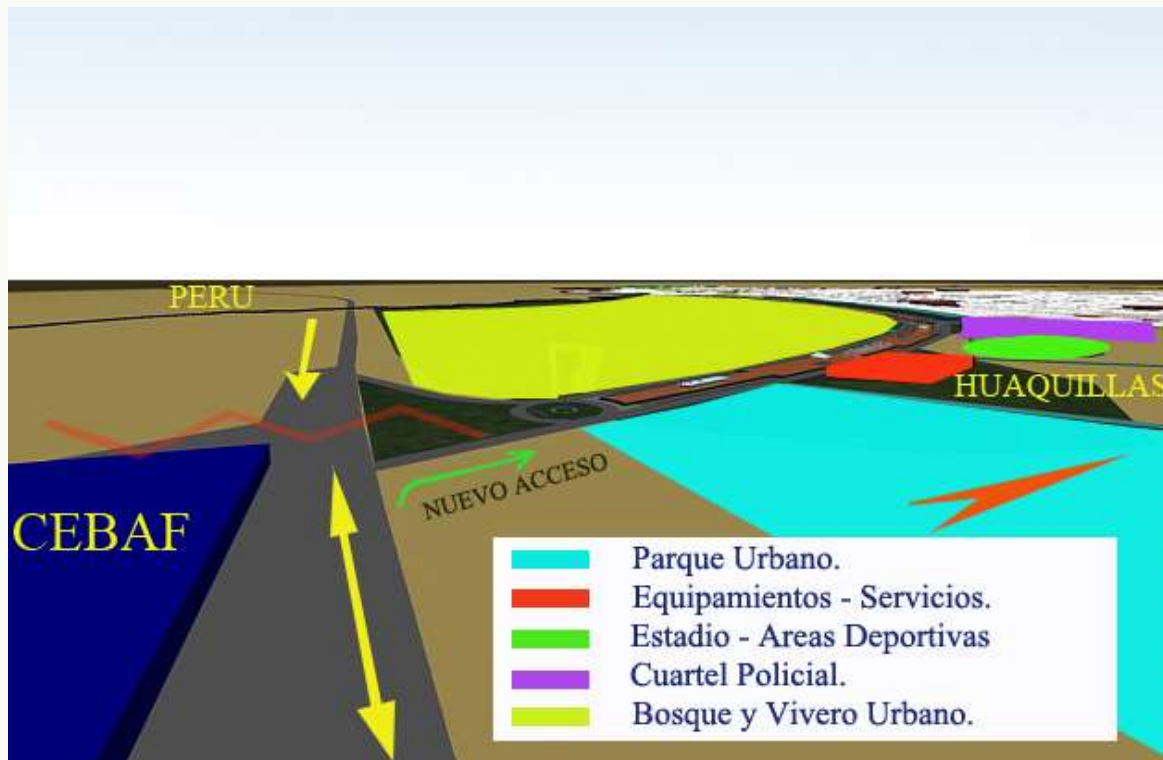 PERU
HUAQUILLAS
NUEVO ACCESO
CEBAF
Parque Urbano.
Equipamientos - Servicios.
Estadio - Areas Deportivas
Cuartel Policial.
Bosque y Vivero Urbano.